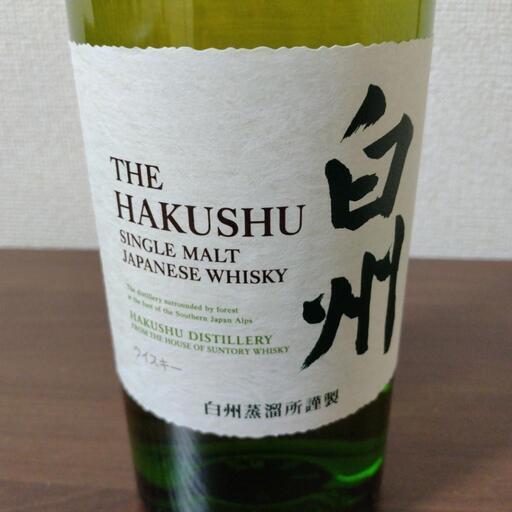 THE
HAKUSHU
SINGLE MALT
JAPANESE WHISKY
The distillery surrounded by forest
at the foot of the Southern Japan Alps
HAKUSHU DISTILLERY
FROM THE HOUSE OF SUNTORY WHISKY
ウイスキー
白州
白州蒸溜所謹製